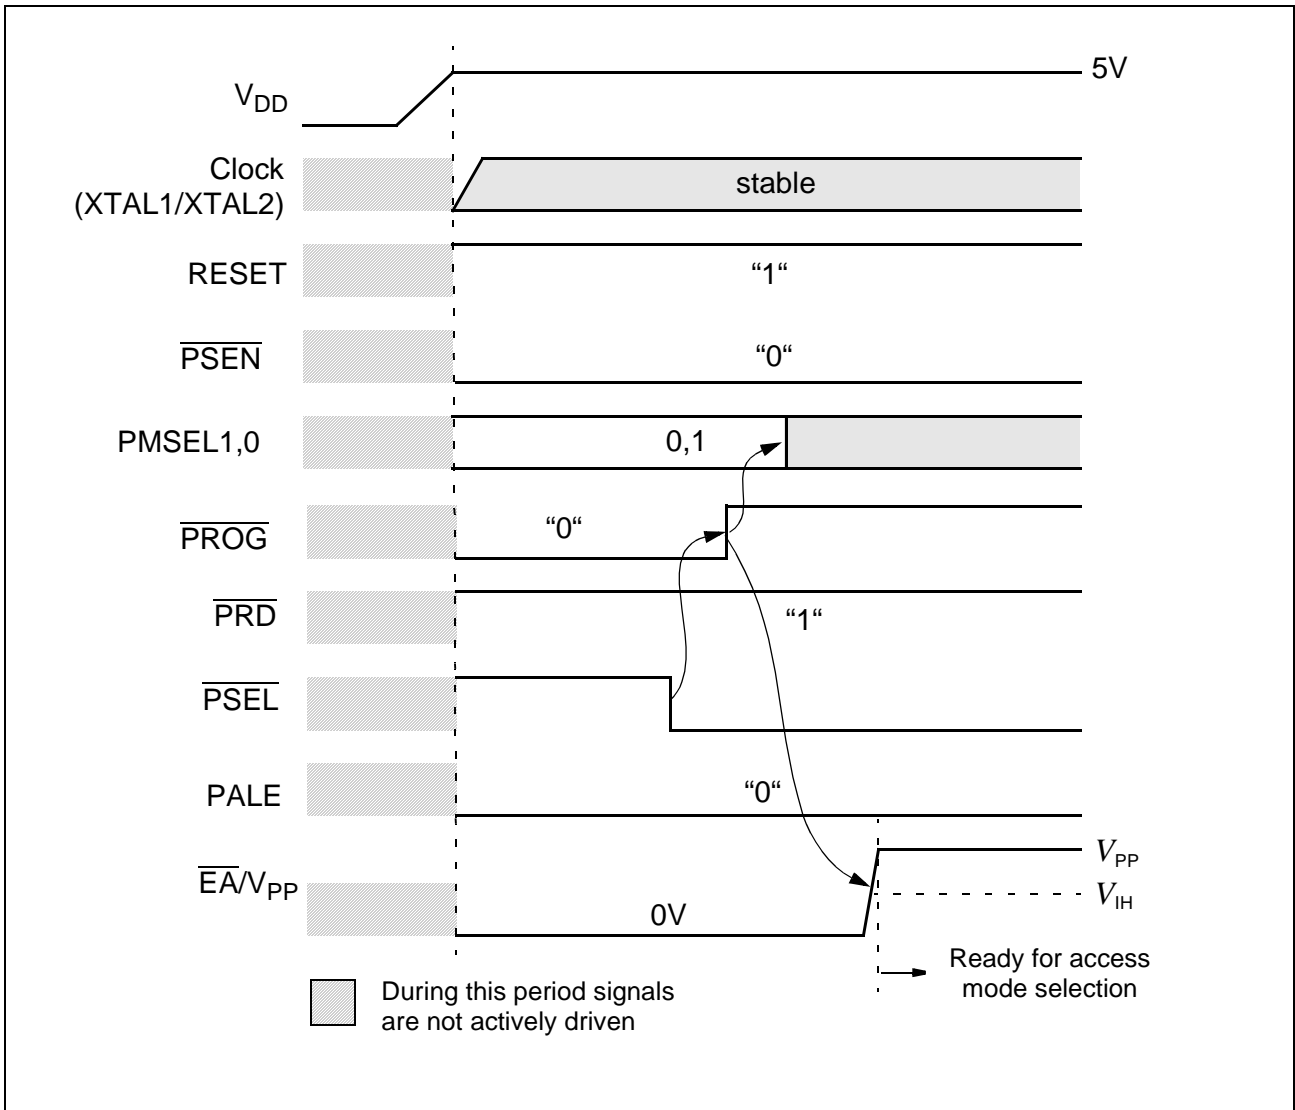 VDD
5V
Clock
(XTAL1/XTAL2)
stable
RESET
“1“
PSEN
“0“
PMSEL1,0
0,1
PROG
“0“
PRD
“1“
PSEL
PALE
“0“
EA/VPP
0V
VPP
VIH
Ready for access
mode selection
During this period signals
are not actively driven